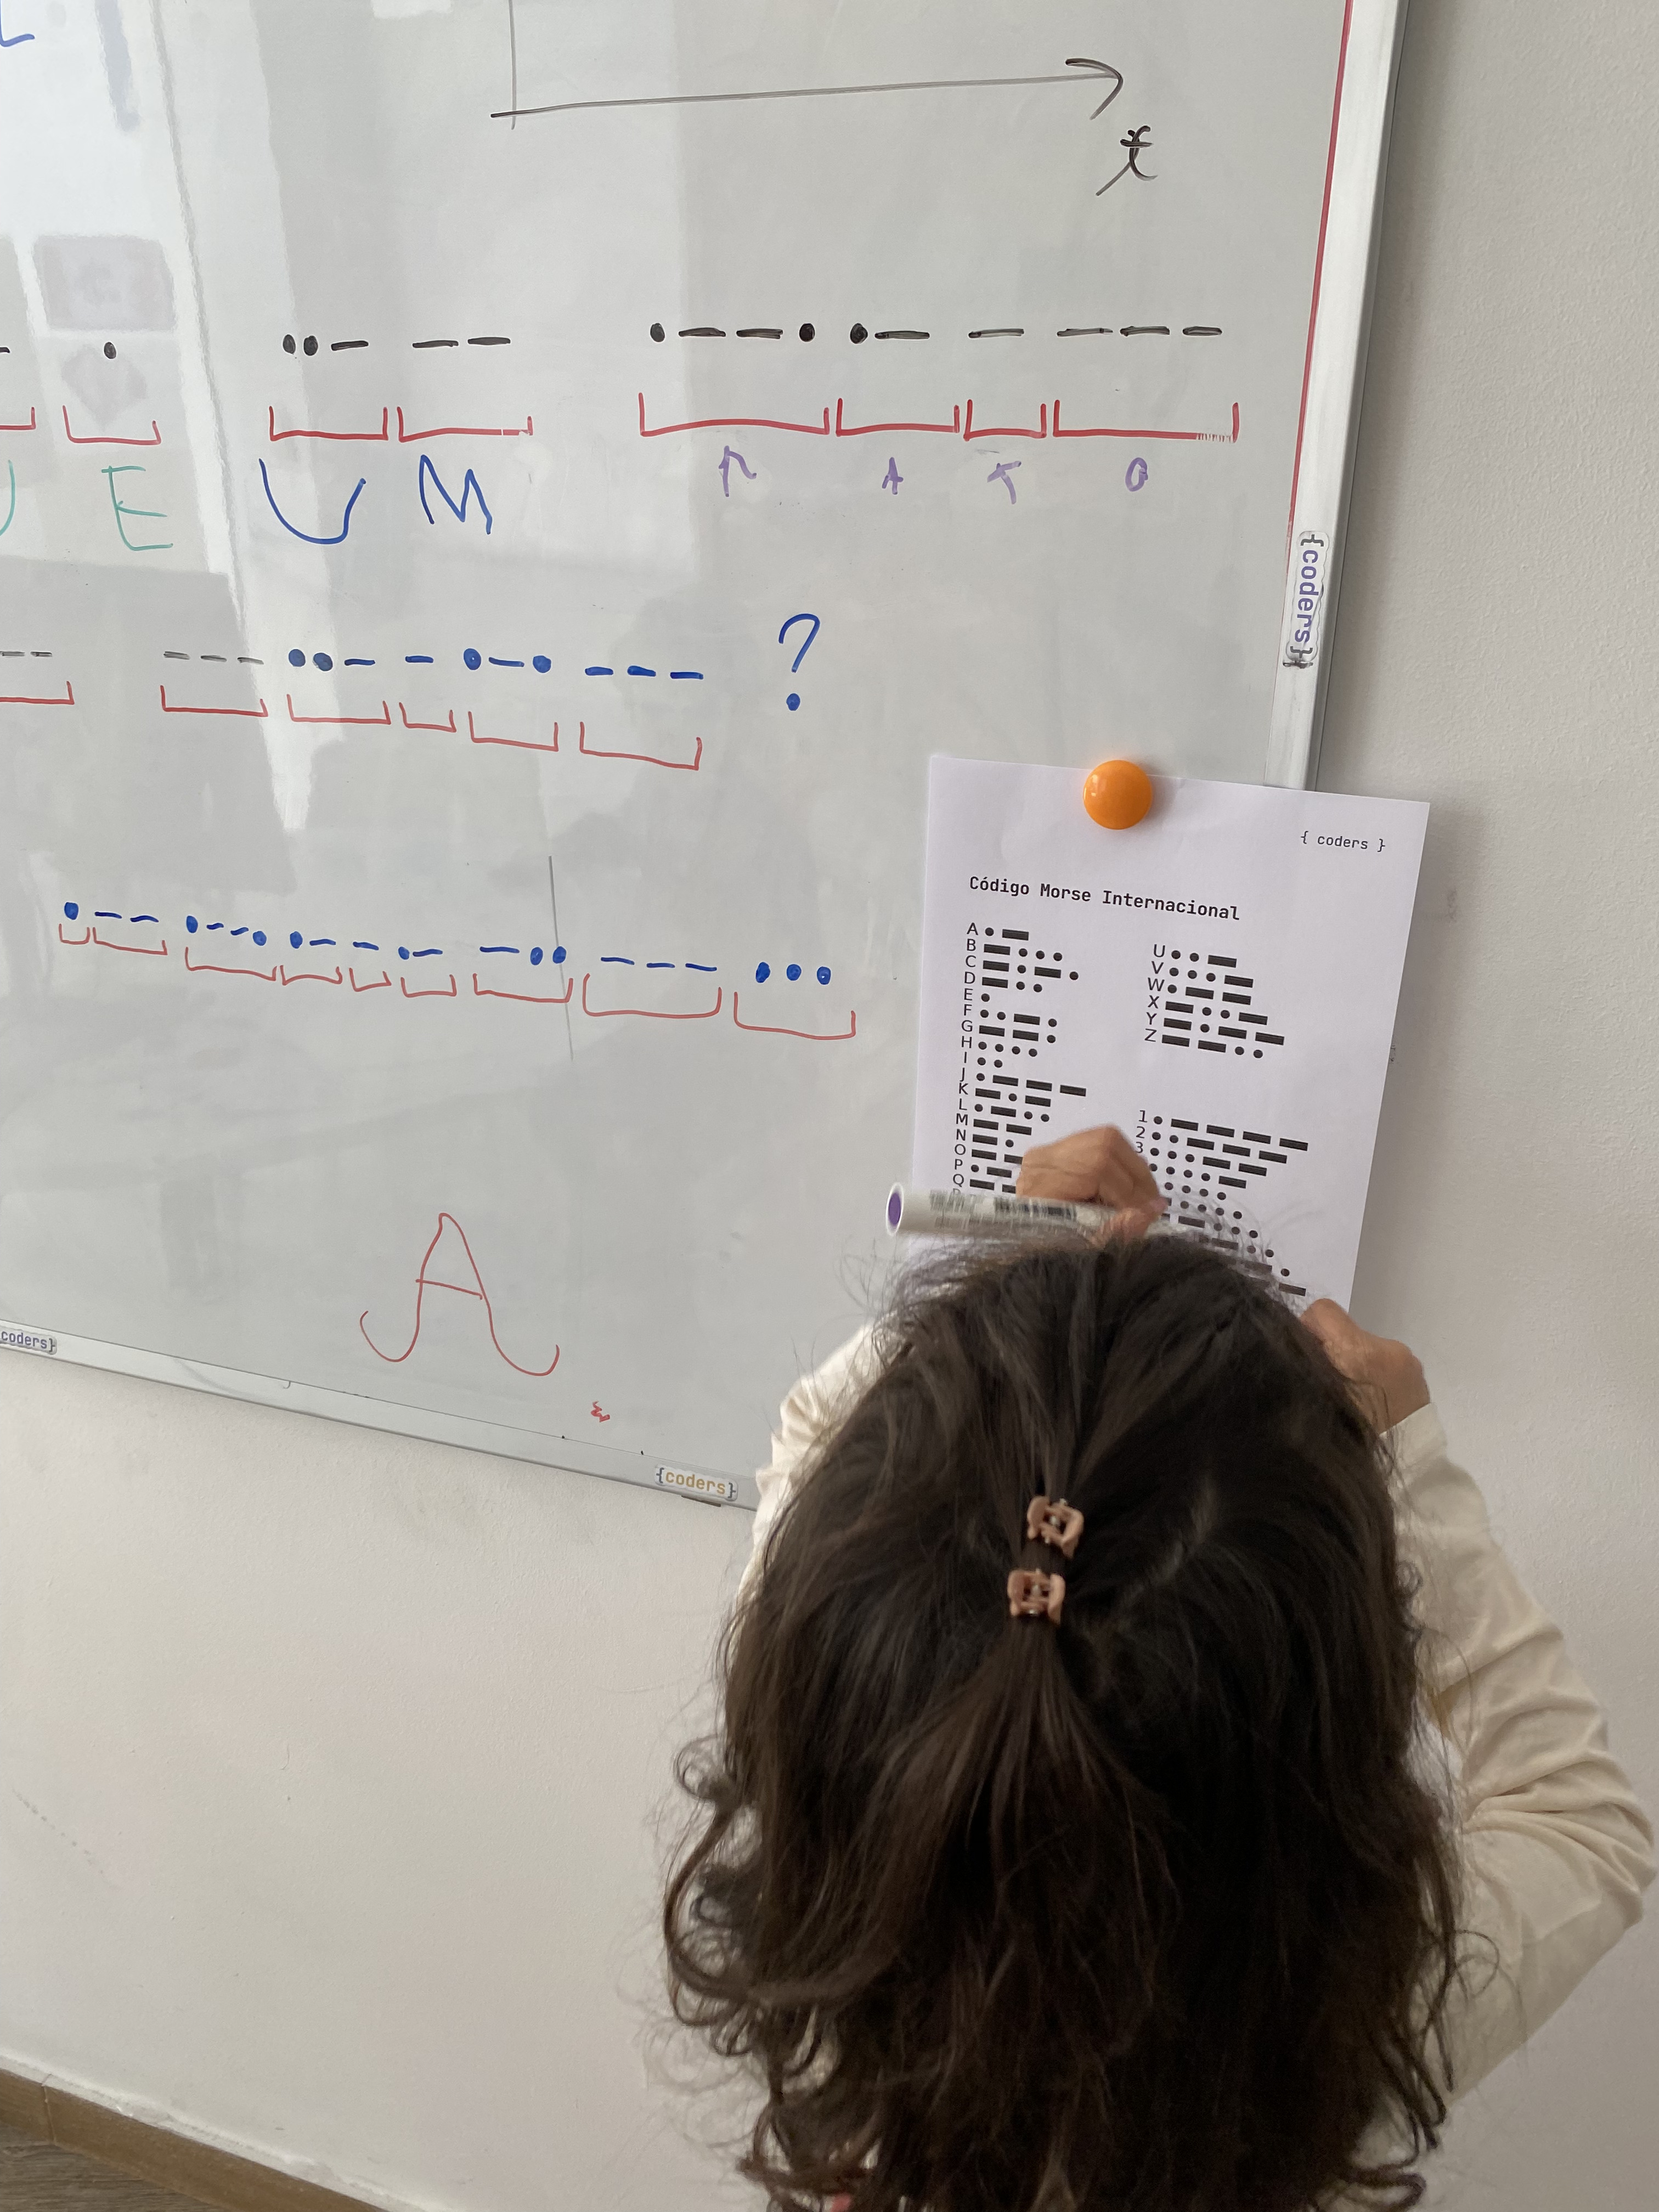 t
• ••— —— •——• •— — ———
E U M P A T O
——— ••— — •—• ——— ?
{coders}
• —— •——• •— — •— —•• ——— •••
{ coders }
Código Morse Internacional
A •—
B —•••
C —•—•
D —••
E •
F ••—•
G ——•
H ••••
I ••
J •———
K —•—
L •—••
M ——
N —•
O
P
Q
U ••—
V •••—
W •——
X —••—
Y —•——
Z ——••
1 •————
2 ••———
3 •••——
A
{coders}
{coders}